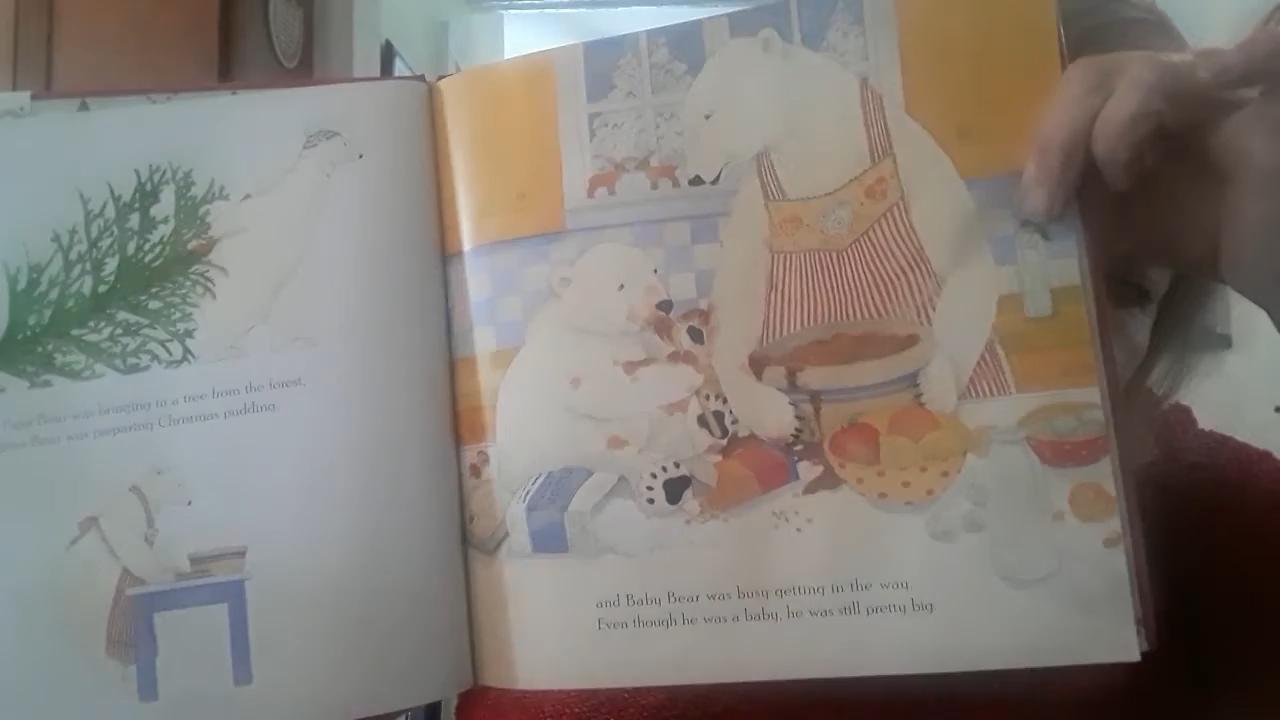 Papa Bear was bringing in a tree from the forest,
Bear was preparing Christmas pudding
and Baby Bear was busy getting in the way.
Even though he was a baby, he was still pretty big.